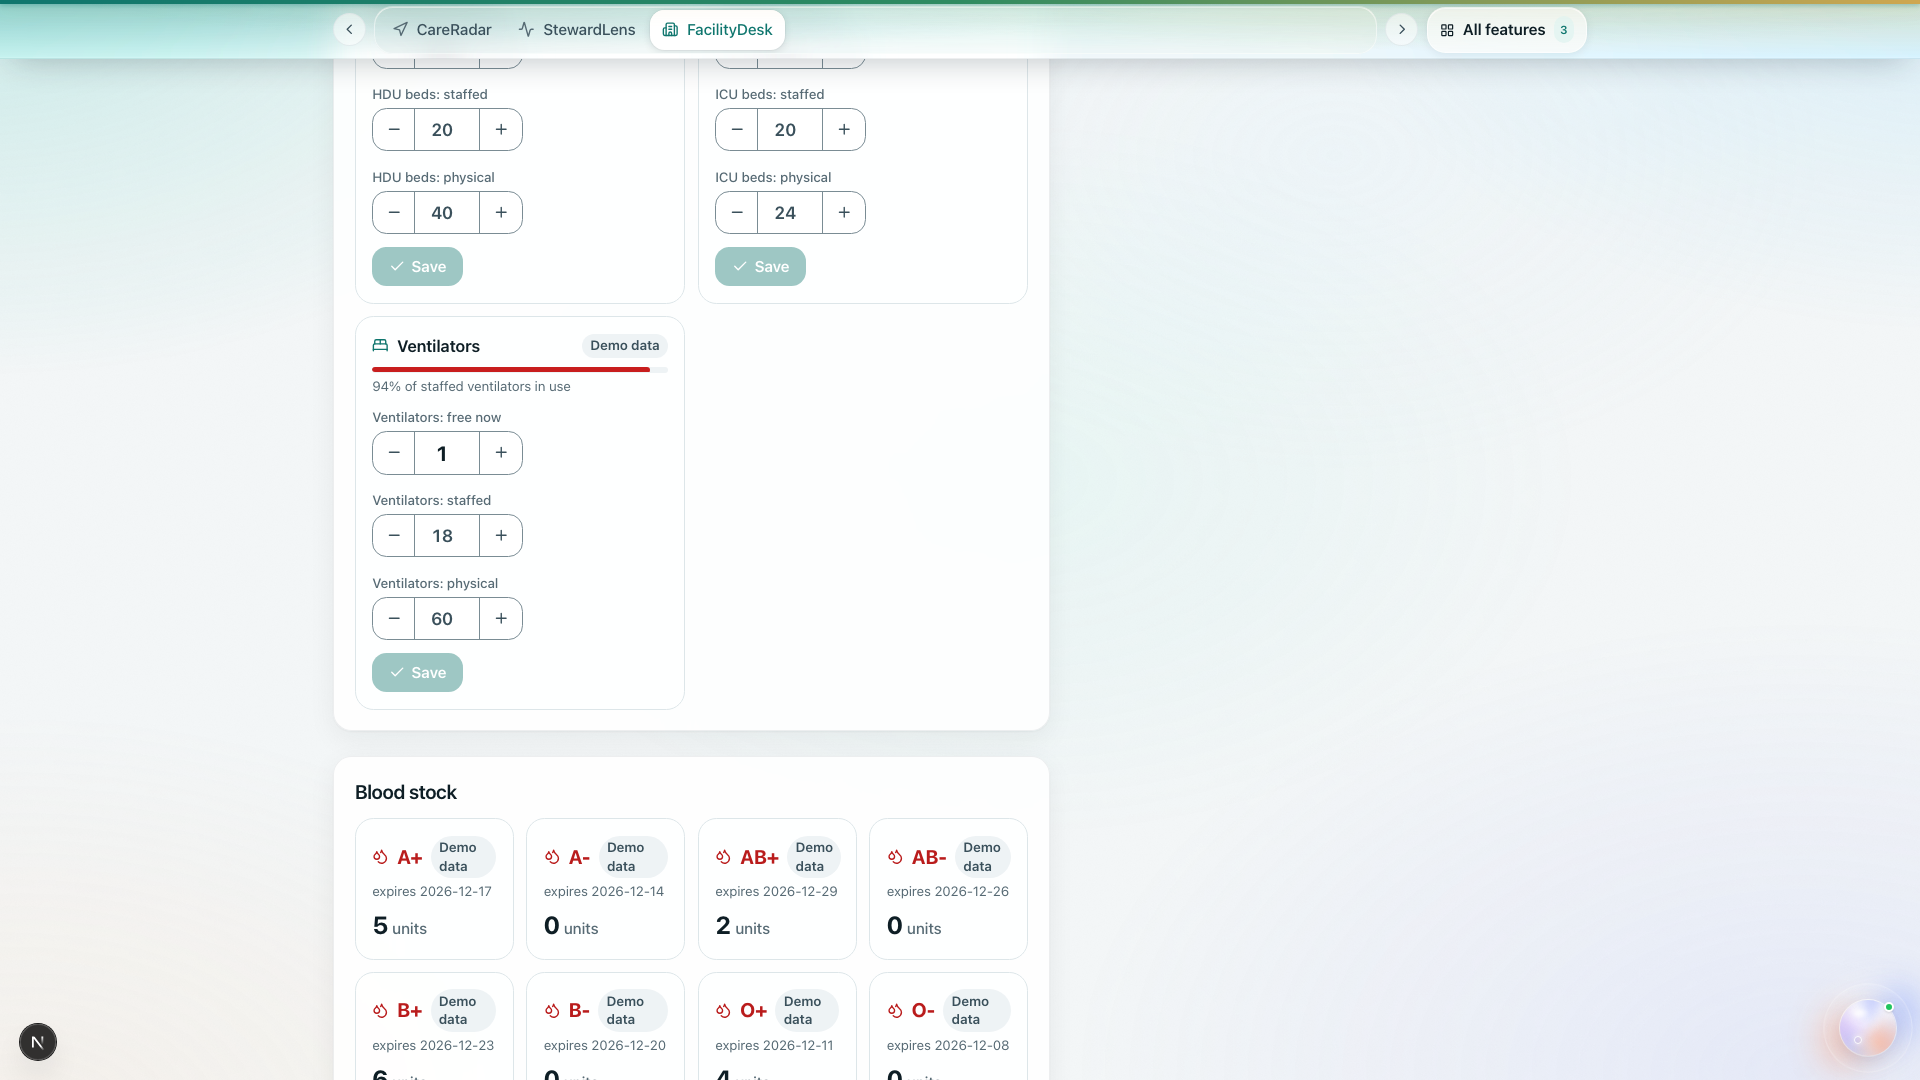 CareRadar
StewardLens
FacilityDesk
All features 3
HDU beds: staffed
− 20 +
HDU beds: physical
− 40 +
Save
ICU beds: staffed
− 20 +
ICU beds: physical
− 24 +
Save
Ventilators
Demo data
94% of staffed ventilators in use
Ventilators: free now
− 1 +
Ventilators: staffed
− 18 +
Ventilators: physical
− 60 +
Save
Blood stock
A+
Demo
data
expires 2026-12-17
5 units
A-
Demo
data
expires 2026-12-14
0 units
AB+
Demo
data
expires 2026-12-29
2 units
AB-
Demo
data
expires 2026-12-26
0 units
B+
Demo
data
expires 2026-12-23
B-
Demo
data
expires 2026-12-20
O+
Demo
data
expires 2026-12-11
O-
Demo
data
expires 2026-12-08
N